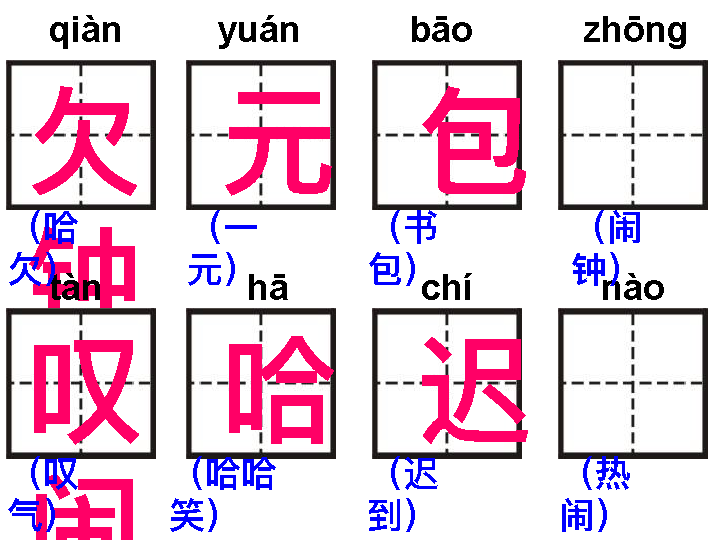 qiàn yuán bāo zhōng
欠 元 包
钟
（哈欠） （一元） （书包） （闹钟）
tàn hā chí nào
叹 哈 迟
闹
（叹气） （哈哈笑） （迟到） （热闹）